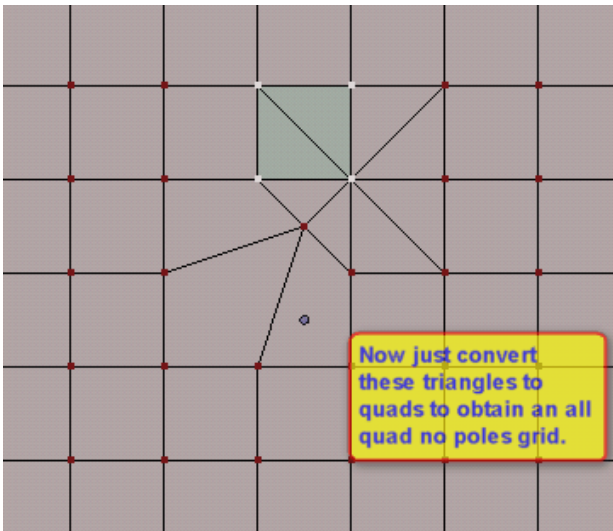 Now just convert
these triangles to
quads to obtain an all
quad no poles grid.